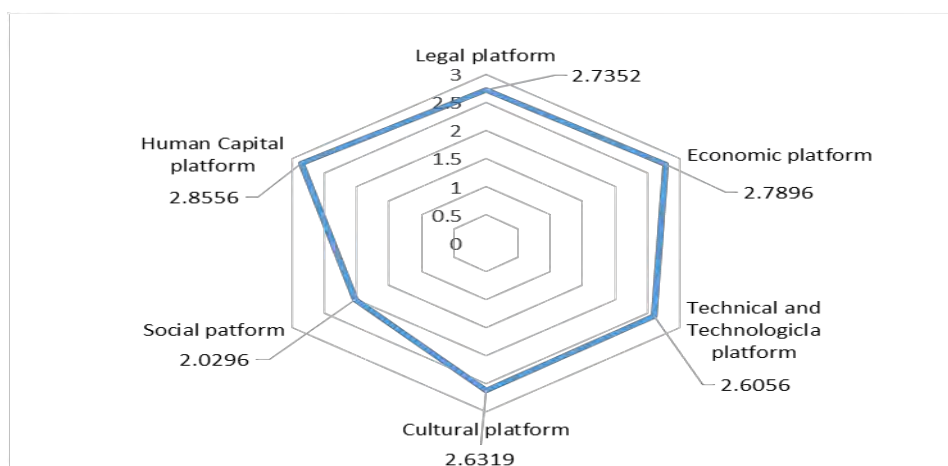 Legal platform
2.7352
3
2.5
2
1.5
1
0.5
0
Economic platform
2.7896
Technical and
Technologicla
platform
2.6056
Cultural platform
2.6319
Social patform
2.0296
Human Capital
platform
2.8556